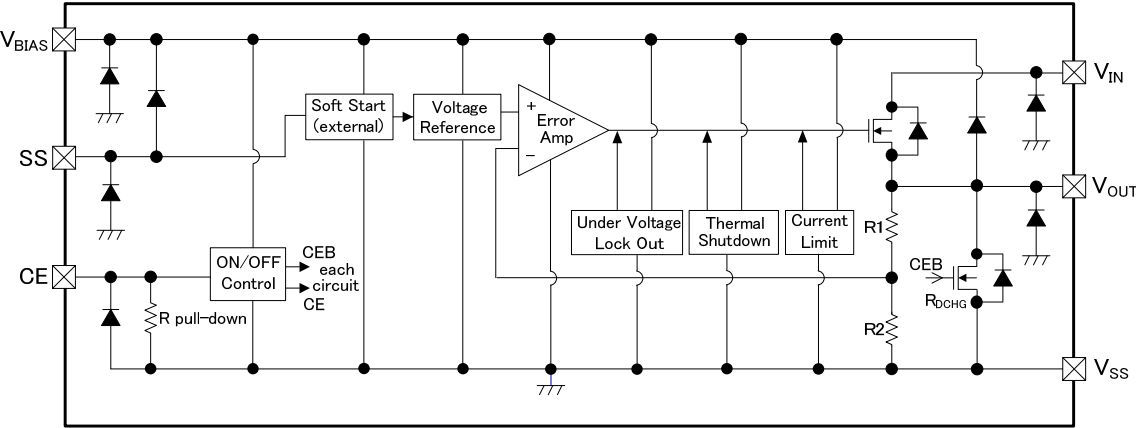 VBIAS
VIN
Soft Start
(external)
Voltage
Reference
+
Error
Amp
−
SS
VOUT
Under Voltage
Lock Out
Thermal
Shutdown
Current
Limit
R1
CE
ON/OFF
Control
CEB
each
circuit
CE
CEB
RDCHG
R pull-down
R2
VSS